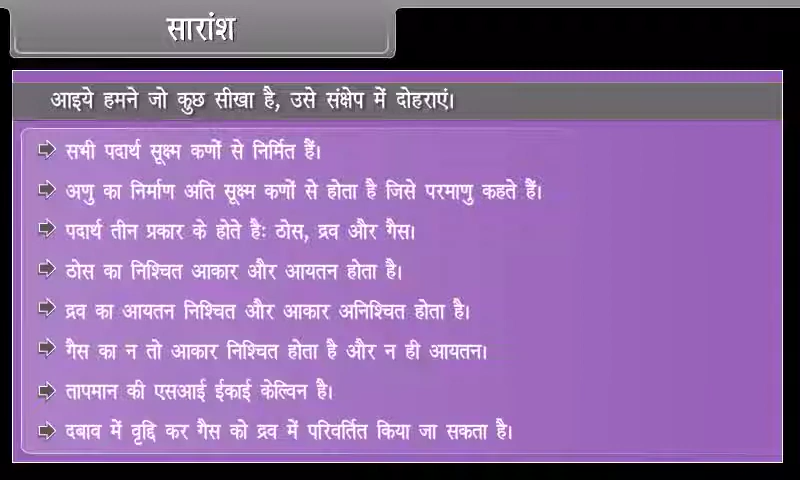 सारांश
आइये हमने जो कुछ सीखा है, उसे संक्षेप में दोहराएं।
सभी पदार्थ सूक्ष्म कणों से निर्मित हैं।
अणु का निर्माण अति सूक्ष्म कणों से होता है जिसे परमाणु कहते हैं।
पदार्थ तीन प्रकार के होते हैः ठोस, द्रव और गैस।
ठोस का निश्चित आकार और आयतन होता है।
द्रव का आयतन निश्चित और आकार अनिश्चित होता है।
गैस का न तो आकार निश्चित होता है और न ही आयतन।
तापमान की एसआई ईकाई केल्विन है।
दबाव में वृद्दि कर गैस को द्रव में परिवर्तित किया जा सकता है।